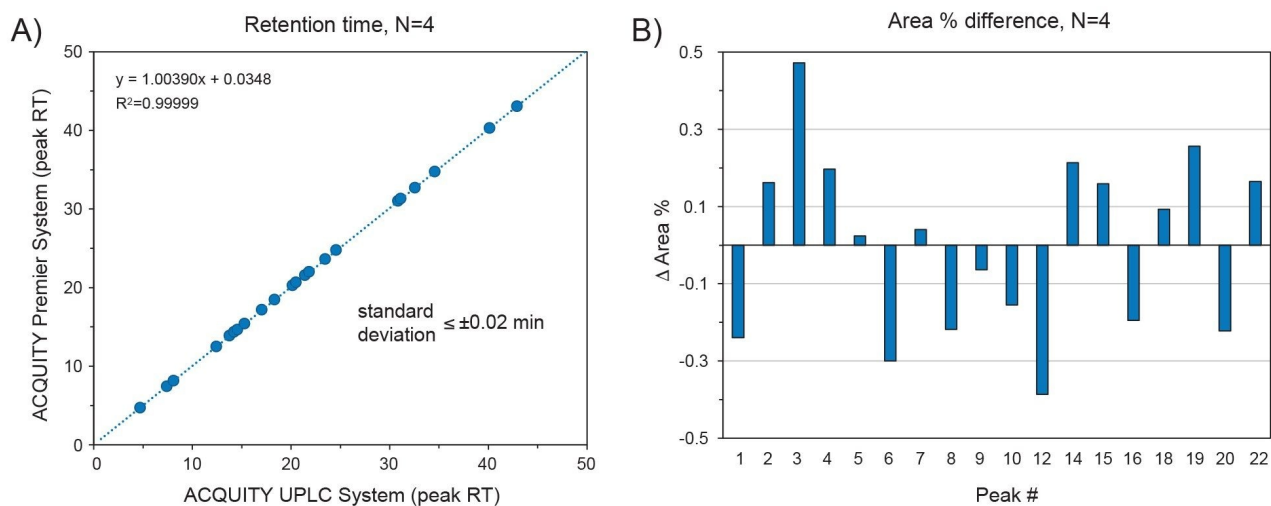 A)
Retention time, N=4
y = 1.00390x + 0.0348
R²=0.99999
standard
deviation ≤ ±0.02 min
50
40
30
20
10
0
0 10 20 30 40 50
ACQUITY Premier System (peak RT)
ACQUITY UPLC System (peak RT)
B)
Area % difference, N=4
0.5
0.3
0.1
-0.1
-0.3
-0.5
Δ Area %
1 2 3 4 5 6 7 8 9 10 12 14 15 16 18 19 20 22
Peak #